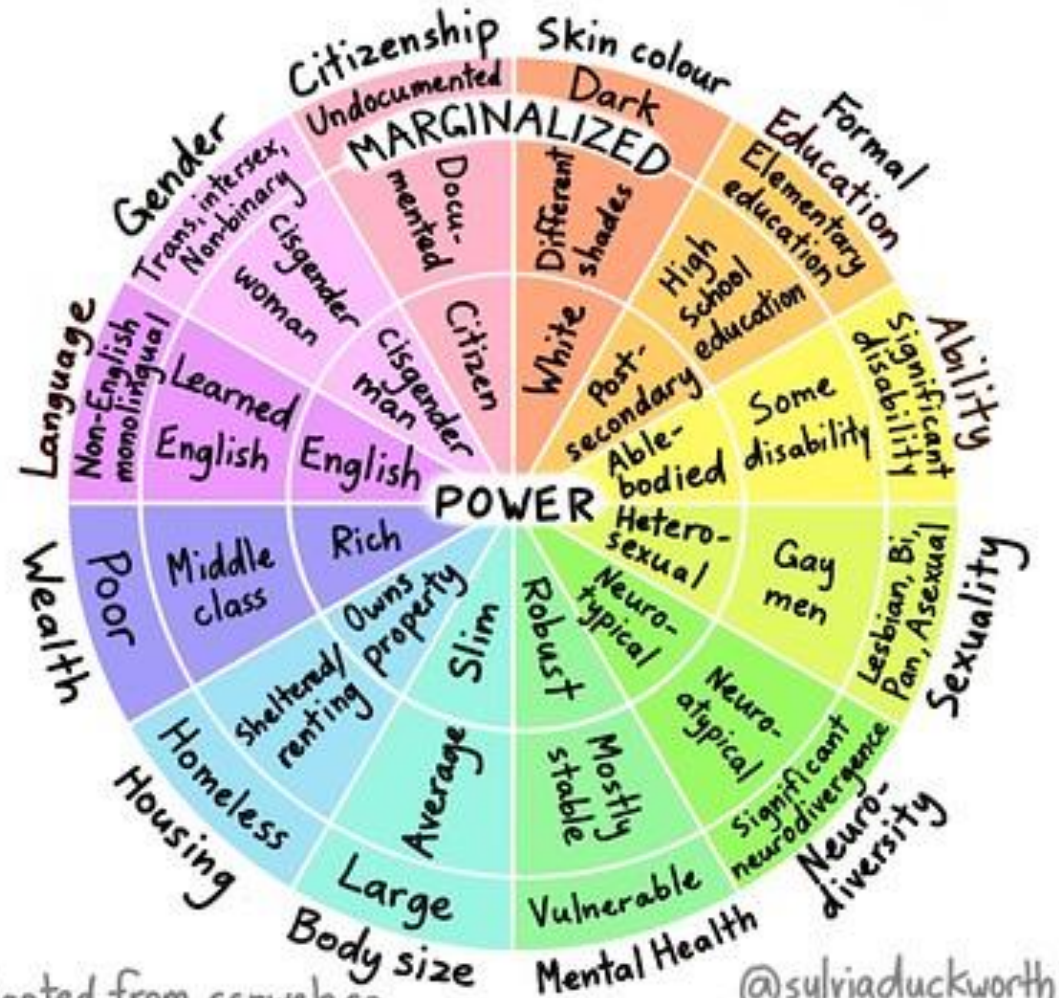 Citizenship
Undocumented
Docu-
mented
Citizen
Skin colour
Dark
Different
shades
White
Formal
Education
Elementary
education
High
school
education
Post-
secondary
Ability
Significant
disability
Some
disability
Able-
bodied
Sexuality
Lesbian, Bi,
Pan, Asexual
Gay
men
Hetero-
sexual
Neuro-
diversity
Significant
neurodivergence
Neuro-
atypical
Neuro-
typical
Mental Health
Vulnerable
Mostly
stable
Robust
Body size
Large
Average
Slim
Housing
Homeless
Sheltered/
renting
Owns
property
Wealth
Poor
Middle
class
Rich
Language
Non-English
monolingual
Learned
English
English
Gender
Trans, intersex,
Non-binary
cisgender
woman
cisgender
man
MARGINALIZED
POWER
@sylviaduckworth